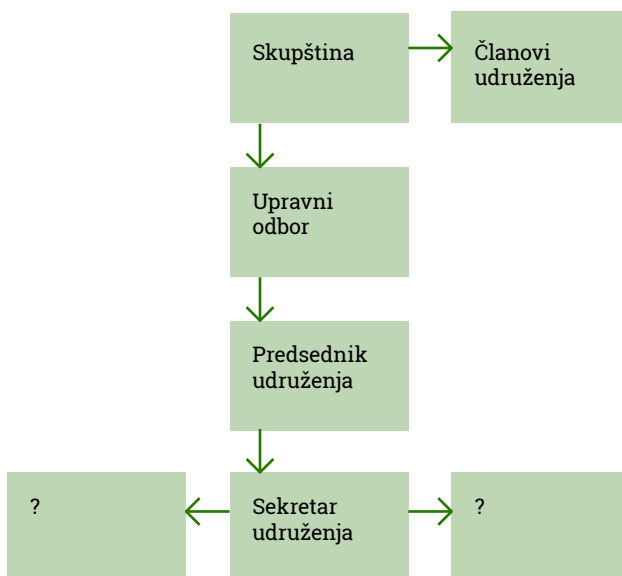 Skupština
Članovi
udruženja
Upravni
odbor
Predsednik
udruženja
?
Sekretar
udruženja
?